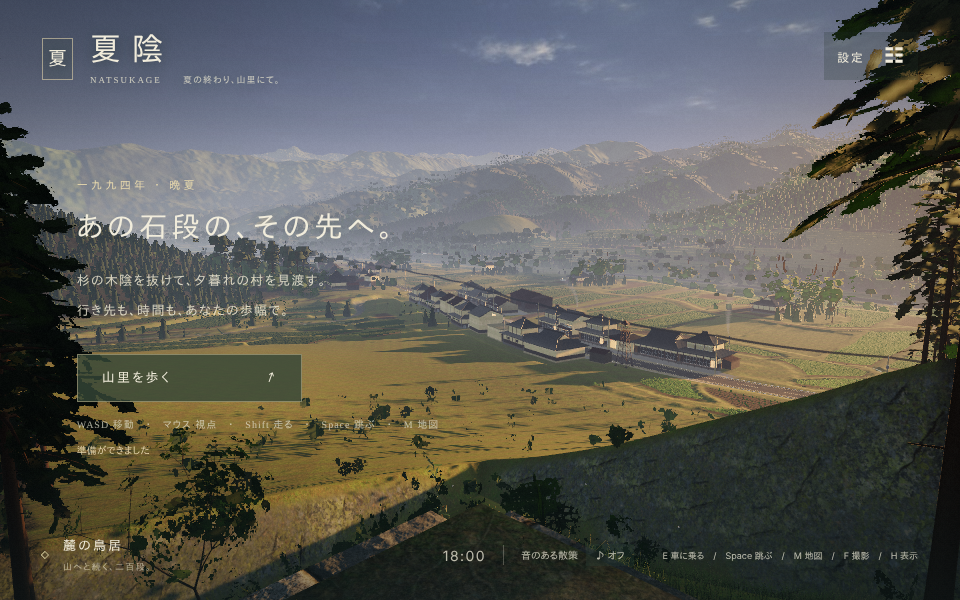 夏
夏陰
NATSUKAGE 夏の終わり、山里にて。
設定
一九九四年・晩夏
あの石段の、その先へ。
杉の木陰を抜けて、夕暮れの村を見渡す。
行き先も、時間も、あなたの歩幅で。
山里を歩く ↗
WASD 移動 ・ マウス 視点 ・ Shift 走る ・ Space 跳ぶ ・ M 地図
準備ができました
麓の鳥居
山へと続く、二百段
18:00 音のある散策 ♪ オフ E 車に乗る / Space 跳ぶ / M 地図 / F 撮影 / H 表示